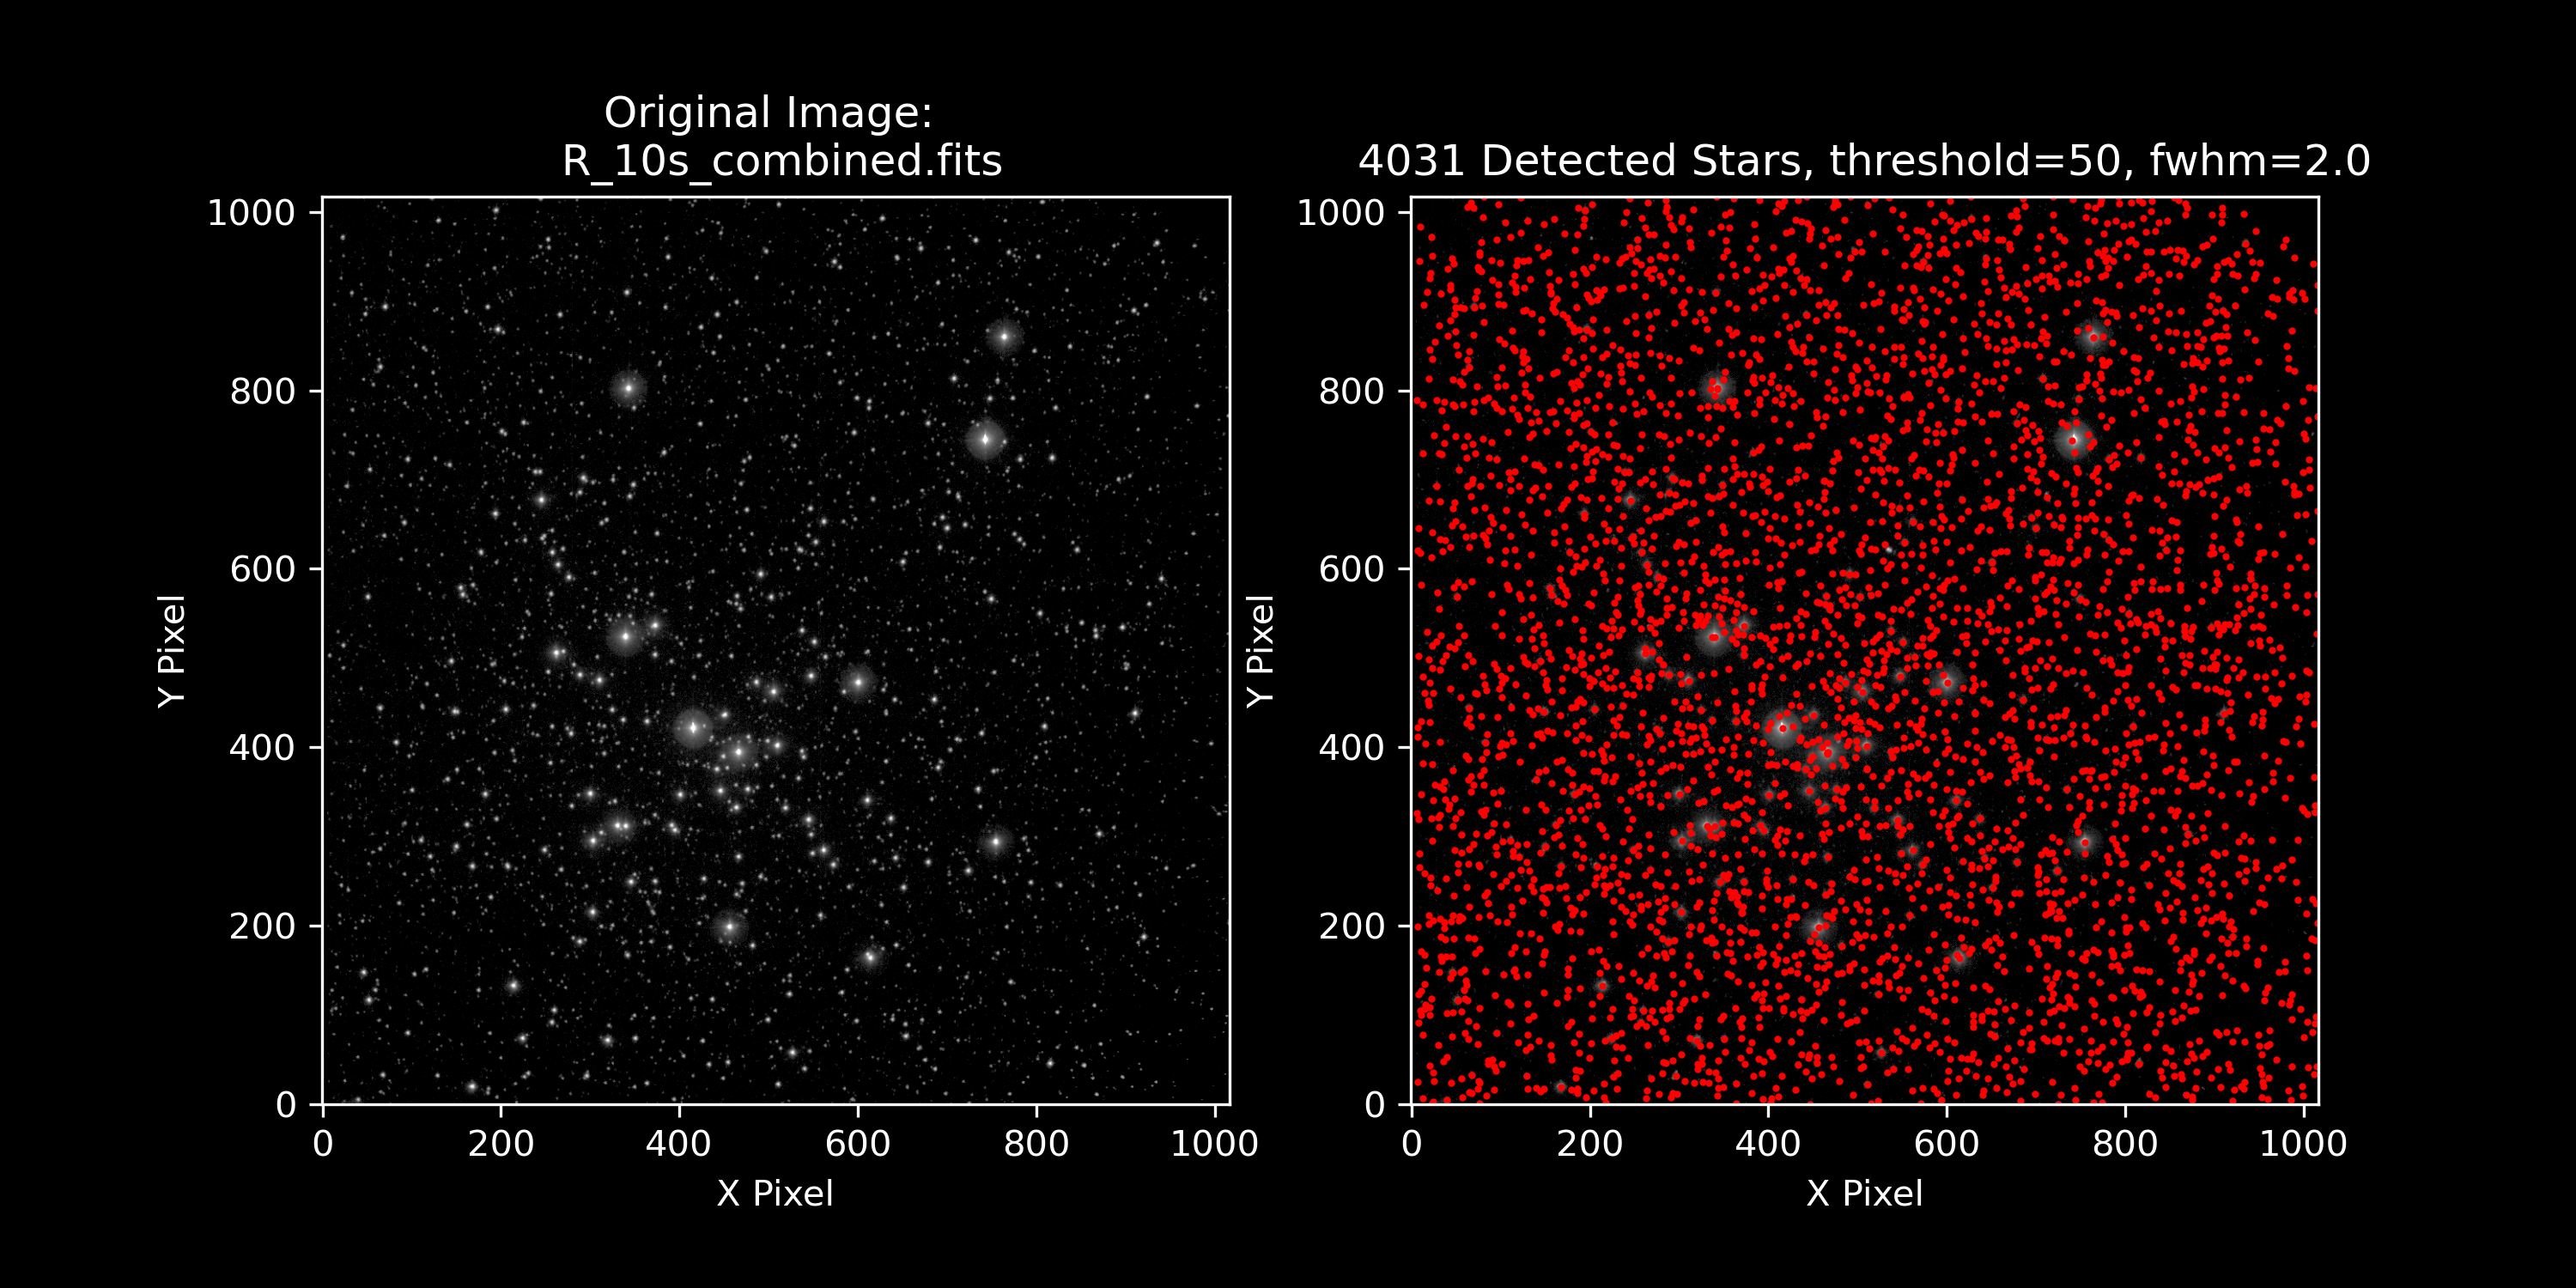 Original Image:
R_10s_combined.fits
1000
800
600
400
200
0
Y Pixel
0 200 400 600 800 1000
X Pixel
4031 Detected Stars, threshold=50, fwhm=2.0
1000
800
600
400
200
0
Y Pixel
0 200 400 600 800 1000
X Pixel